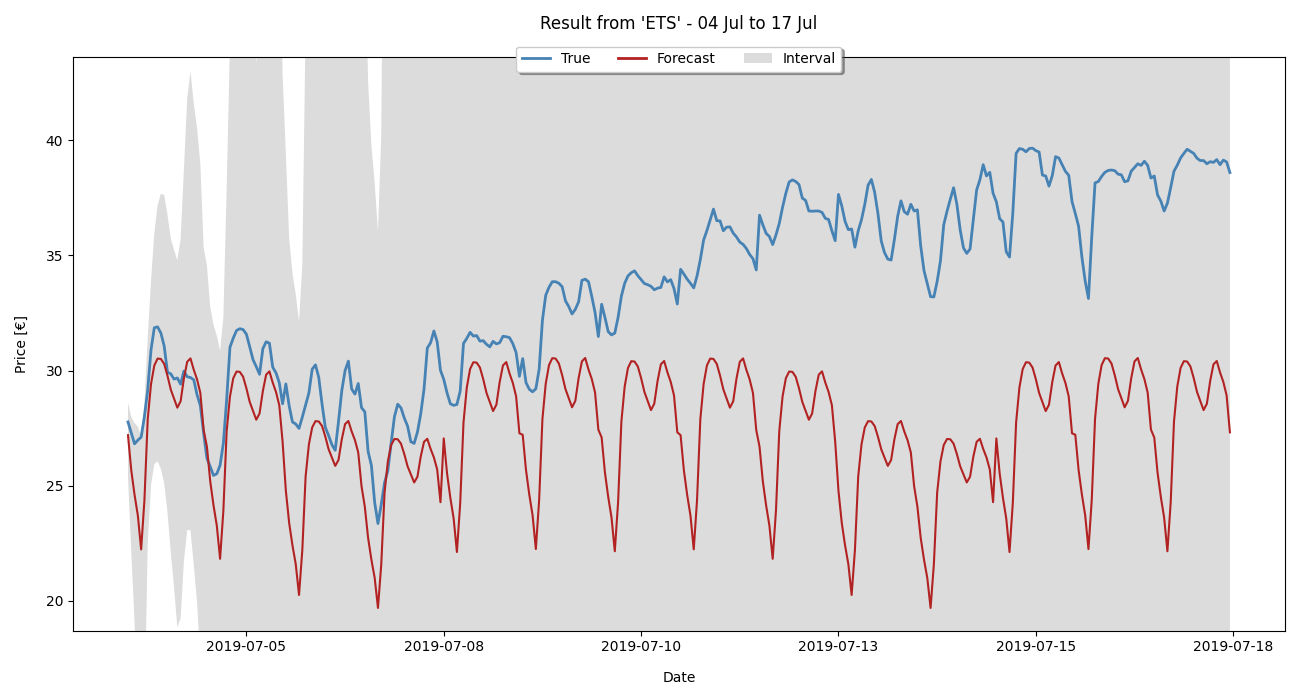 Result from 'ETS' - 04 Jul to 17 Jul
True Forecast Interval
Price [€]
40
35
30
25
20
2019-07-05 2019-07-08 2019-07-10 2019-07-13 2019-07-15 2019-07-18
Date